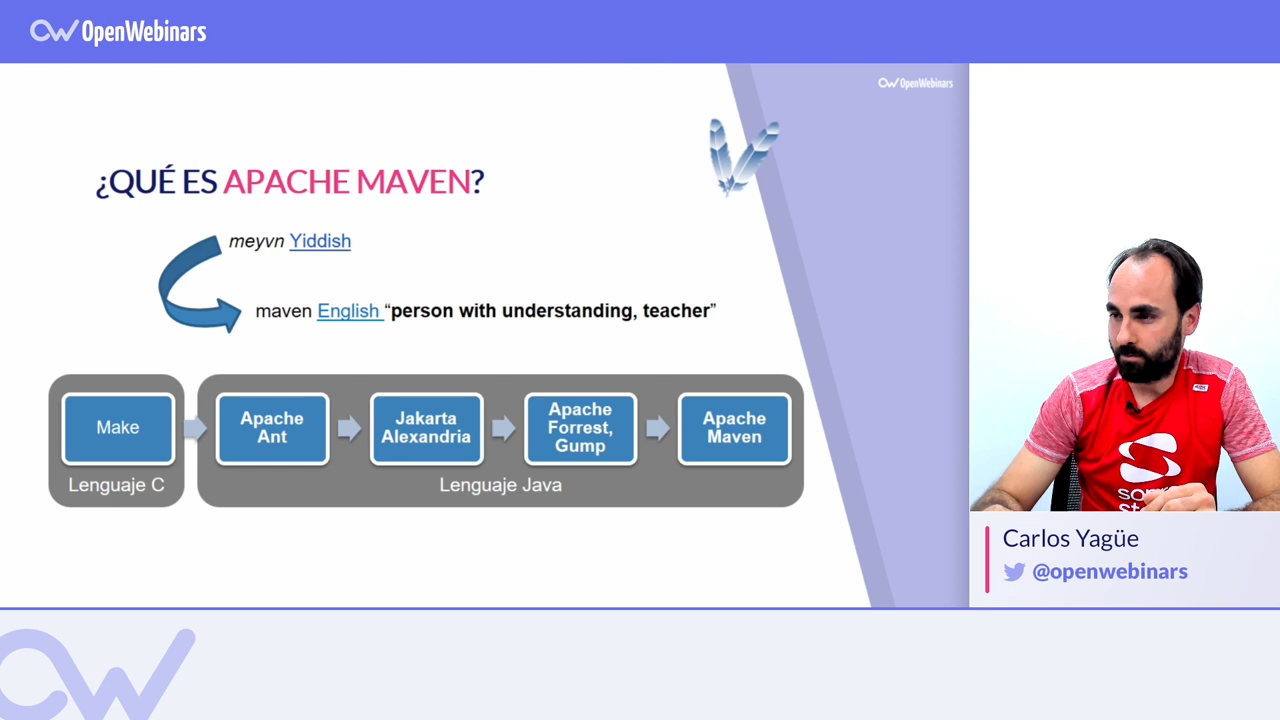 OpenWebinars
OpenWebinars
¿QUÉ ES APACHE MAVEN?
meyvn Yiddish
maven English “person with understanding, teacher”
Make
Apache
Ant
Jakarta
Alexandria
Apache
Forrest,
Gump
Apache
Maven
Lenguaje C
Lenguaje Java
Carlos Yagüe
@openwebinars